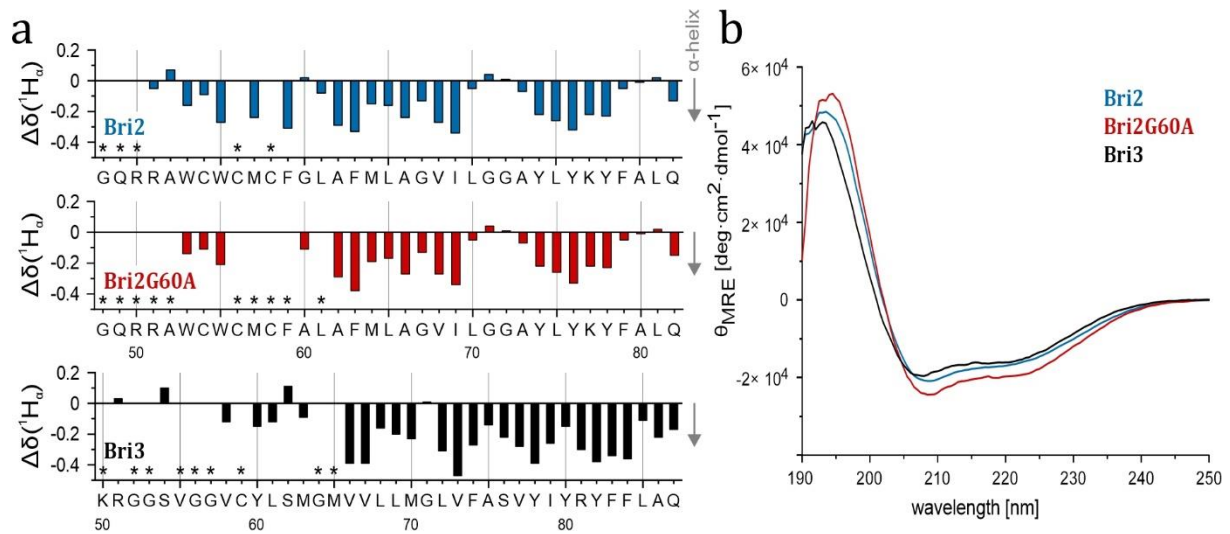 a
Δδ(¹Hα)
0.2
0
-0.2
-0.4
Bri2
* * * * *
G Q R R A W C W C M C F G L A F M L A G V I L G G A Y L Y K Y F A L Q
α-helix
Δδ(¹Hα)
0.2
0
-0.2
-0.4
Bri2G60A
* * * * * * * * * *
G Q R R A W C W C M C F A L A F M L A G V I L G G A Y L Y K Y F A L Q
50 60 70 80
Δδ(¹Hα)
0.2
0
-0.2
-0.4
Bri3
* * * * * * * * *
K R G G S V G G V C Y L S M G M V V L L M G L V F A S V Y I Y R Y F F L A Q
50 60 70 80
b
θMRE [deg·cm²·dmol⁻¹]
6× 10⁴
4× 10⁴
2× 10⁴
0
-2× 10⁴
Bri2
Bri2G60A
Bri3
190 200 210 220 230 240 250
wavelength [nm]